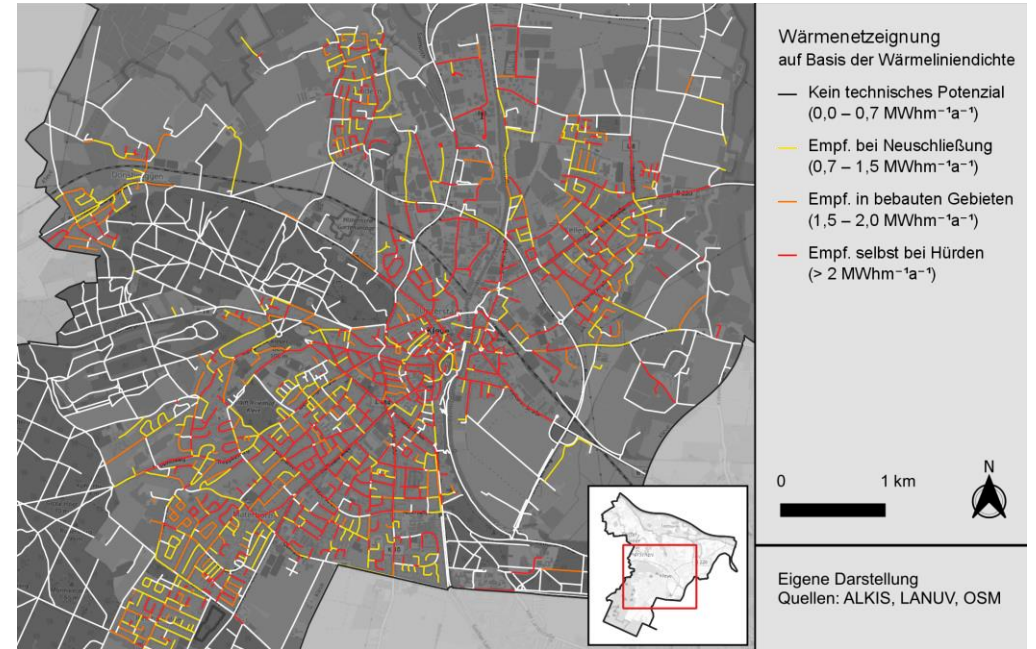 Wärmenetzeignung
auf Basis der Wärmeliniendichte
Kein technisches Potenzial
(0,0 – 0,7 MWhm⁻¹a⁻¹)
Empf. bei Neuschließung
(0,7 – 1,5 MWhm⁻¹a⁻¹)
Empf. in bebauten Gebieten
(1,5 – 2,0 MWhm⁻¹a⁻¹)
Empf. selbst bei Hürden
(> 2 MWhm⁻¹a⁻¹)
0 1 km
N
Eigene Darstellung
Quellen: ALKIS, LANUV, OSM